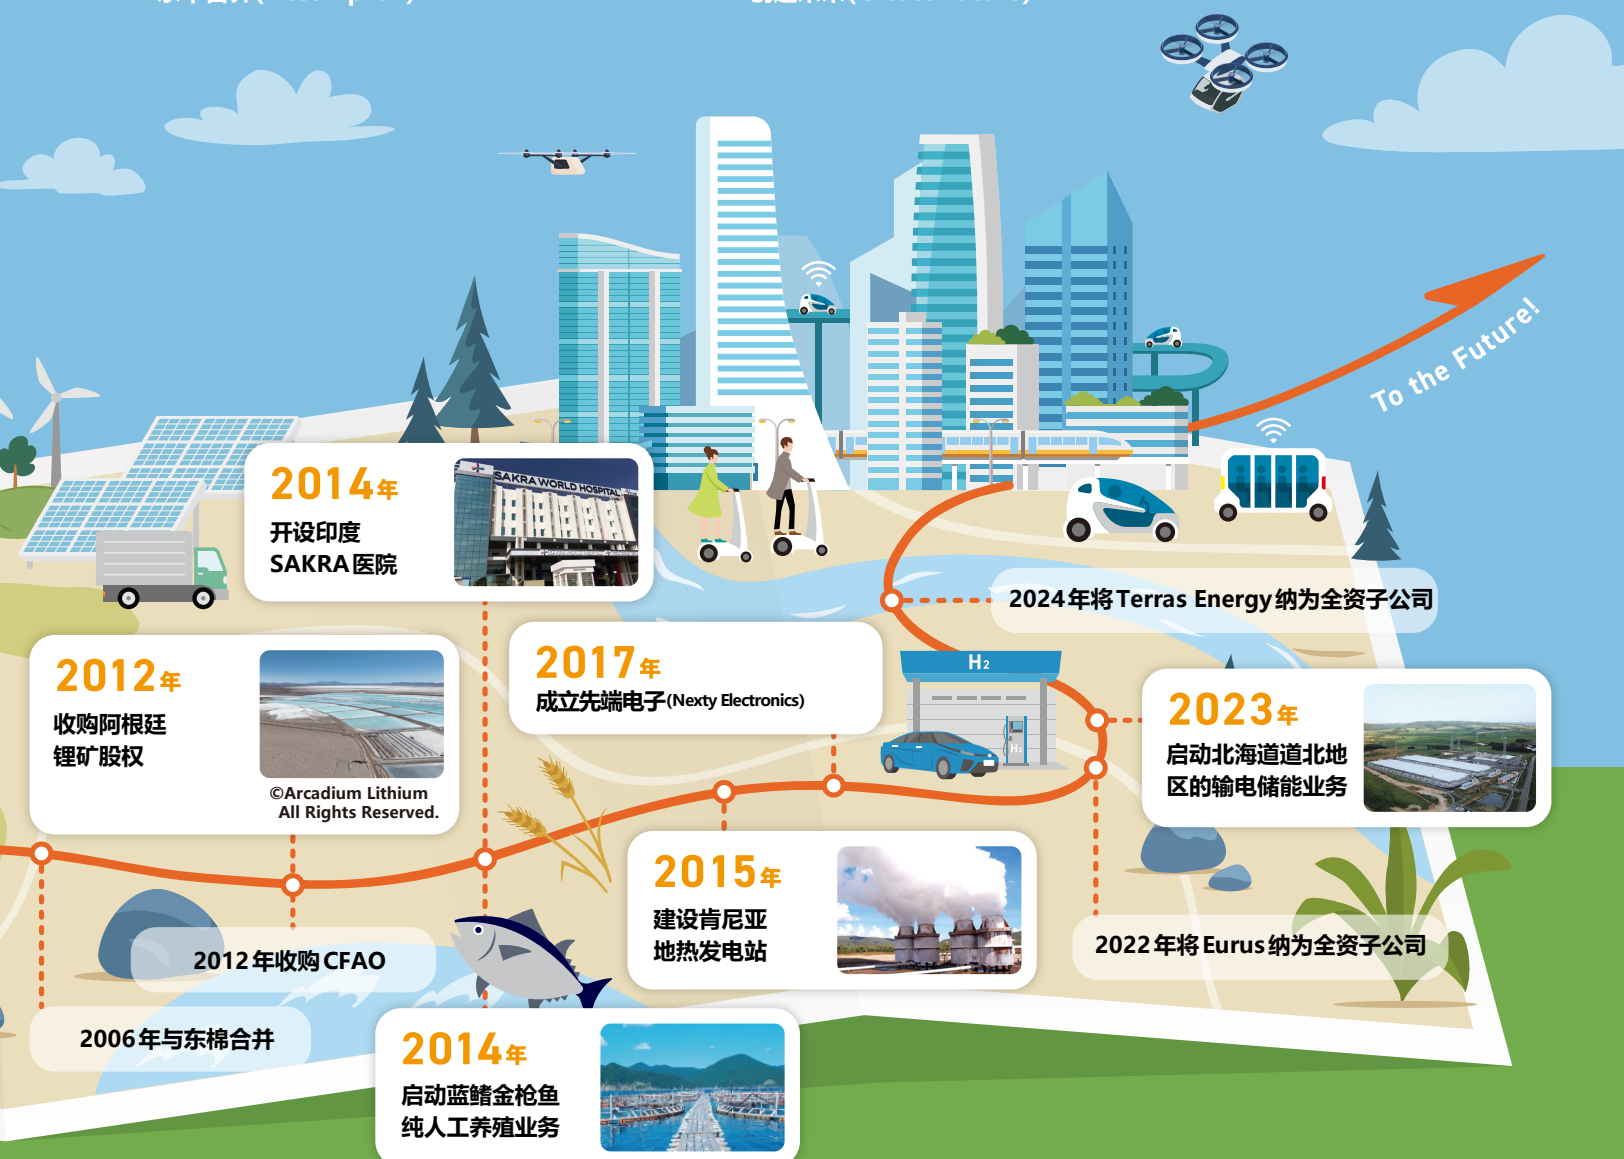 To the Future!
2014年
开设印度
SAKRA医院
SAKRA WORLD HOSPITAL
2024年将Terras Energy纳为全资子公司
2012年
收购阿根廷
锂矿股权
©Arcadium Lithium
All Rights Reserved.
2017年
成立先端电子(Nexty Electronics)
H2
H2
2023年
启动北海道道北地
区的输电储能业务
2015年
建设肯尼亚
地热发电站
2022年将Eurus纳为全资子公司
2012年收购CFAO
2006年与东棉合并
2014年
启动蓝鳍金枪鱼
纯人工养殖业务